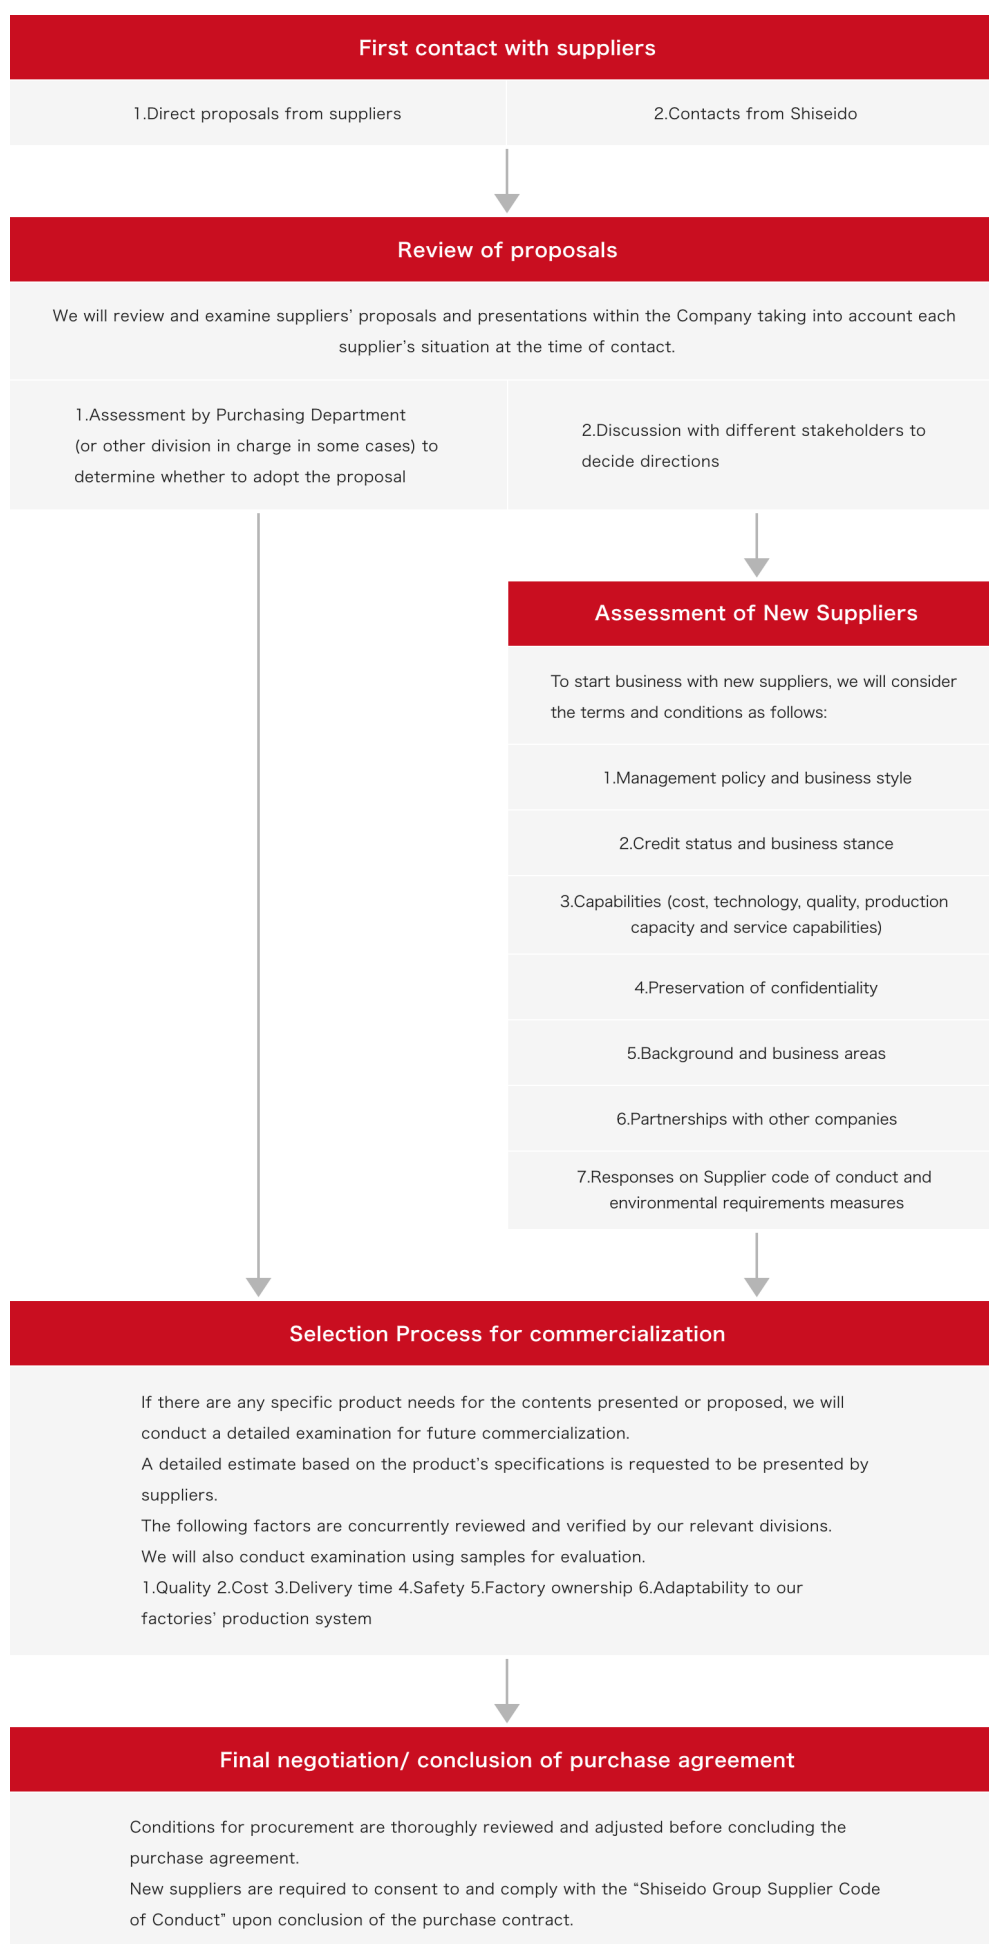 First contact with suppliers
1.Direct proposals from suppliers
2.Contacts from Shiseido
Review of proposals
We will review and examine suppliers’ proposals and presentations within the Company taking into account each
supplier’s situation at the time of contact.
1.Assessment by Purchasing Department
(or other division in charge in some cases) to
determine whether to adopt the proposal
2.Discussion with different stakeholders to
decide directions
Assessment of New Suppliers
To start business with new suppliers, we will consider
the terms and conditions as follows:
1.Management policy and business style
2.Credit status and business stance
3.Capabilities (cost, technology, quality, production
capacity and service capabilities)
4.Preservation of confidentiality
5.Background and business areas
6.Partnerships with other companies
7.Responses on Supplier code of conduct and
environmental requirements measures
Selection Process for commercialization
If there are any specific product needs for the contents presented or proposed, we will
conduct a detailed examination for future commercialization.
A detailed estimate based on the product’s specifications is requested to be presented by
suppliers.
The following factors are concurrently reviewed and verified by our relevant divisions.
We will also conduct examination using samples for evaluation.
1.Quality 2.Cost 3.Delivery time 4.Safety 5.Factory ownership 6.Adaptability to our
factories’ production system
Final negotiation/ conclusion of purchase agreement
Conditions for procurement are thoroughly reviewed and adjusted before concluding the
purchase agreement.
New suppliers are required to consent to and comply with the “Shiseido Group Supplier Code
of Conduct” upon conclusion of the purchase contract.